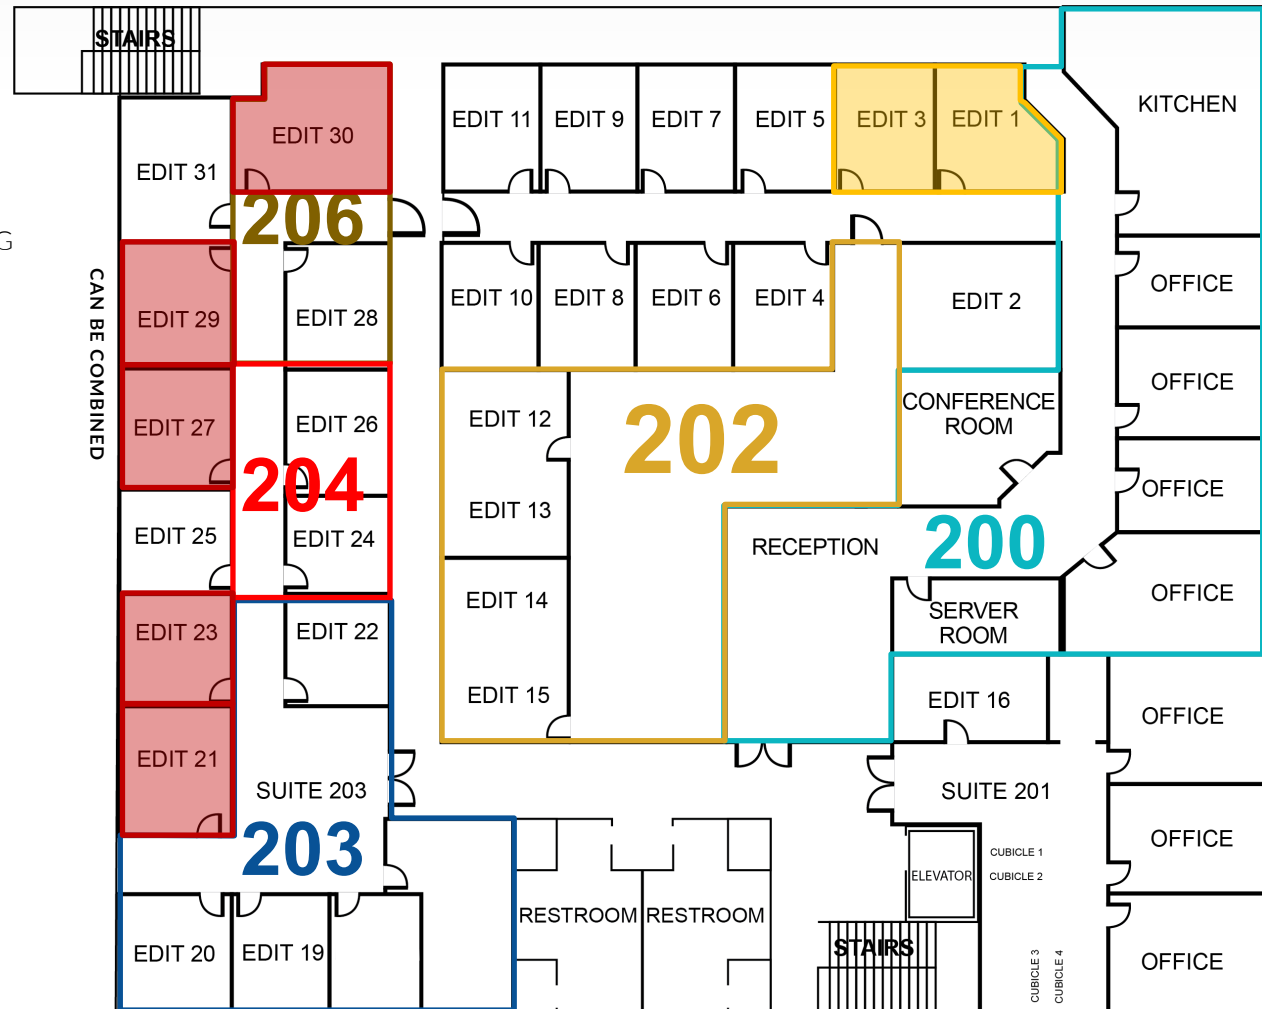 STAIRS
KITCHEN
EDIT 11
EDIT 9
EDIT 7
EDIT 5
EDIT 3
EDIT 1
EDIT 30
EDIT 31
206
G
CAN BE COMBINED
EDIT 29
EDIT 28
EDIT 10
EDIT 8
EDIT 6
EDIT 4
EDIT 2
OFFICE
OFFICE
EDIT 27
EDIT 26
204
EDIT 12
202
CONFERENCE
ROOM
OFFICE
EDIT 25
EDIT 24
EDIT 13
RECEPTION
200
OFFICE
EDIT 23
EDIT 22
EDIT 14
SERVER
ROOM
EDIT 21
EDIT 15
EDIT 16
OFFICE
SUITE 203
SUITE 201
203
OFFICE
CUBICLE 1
CUBICLE 2
ELEVATOR
EDIT 20
EDIT 19
RESTROOM
RESTROOM
STAIRS
CUBICLE 3
CUBICLE 4
OFFICE